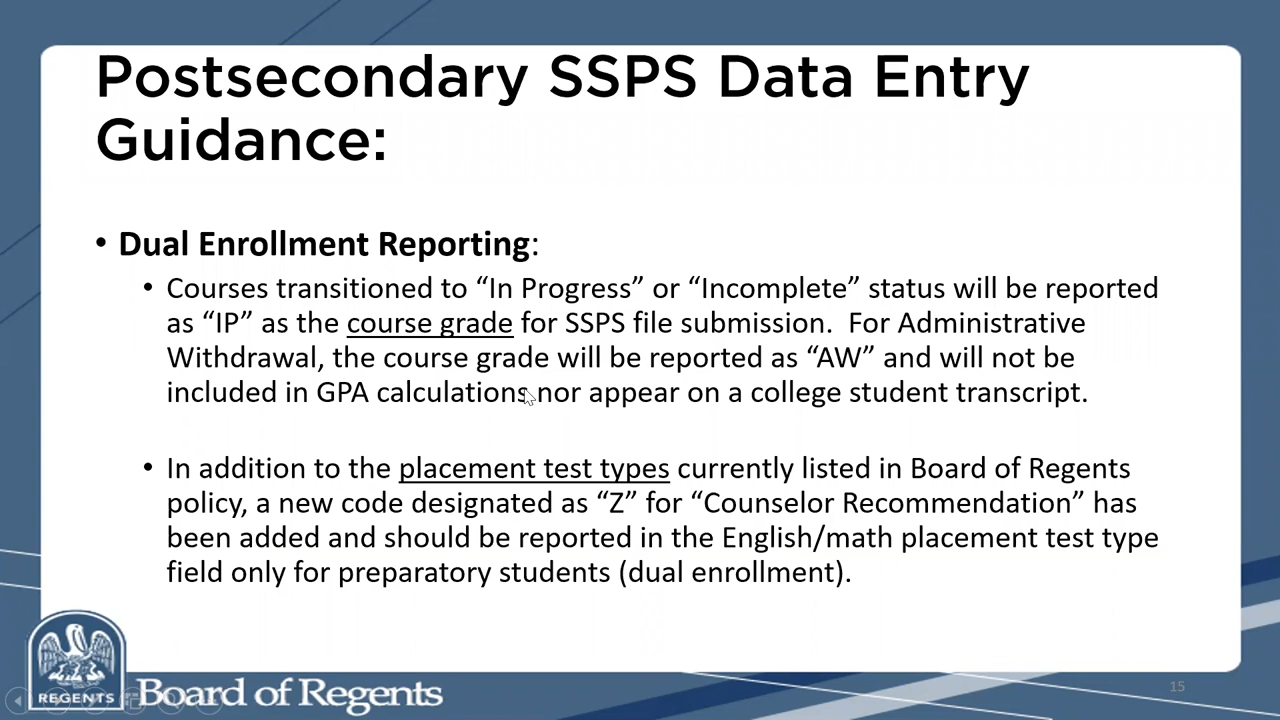 Postsecondary SSPS Data Entry
Guidance:
• Dual Enrollment Reporting:
• Courses transitioned to “In Progress” or “Incomplete” status will be reported
as “IP” as the course grade for SSPS file submission.  For Administrative
Withdrawal, the course grade will be reported as “AW” and will not be
included in GPA calculations nor appear on a college student transcript.
• In addition to the placement test types currently listed in Board of Regents
policy, a new code designated as “Z” for “Counselor Recommendation” has
been added and should be reported in the English/math placement test type
field only for preparatory students (dual enrollment).
REGENTS
Board of Regents
15